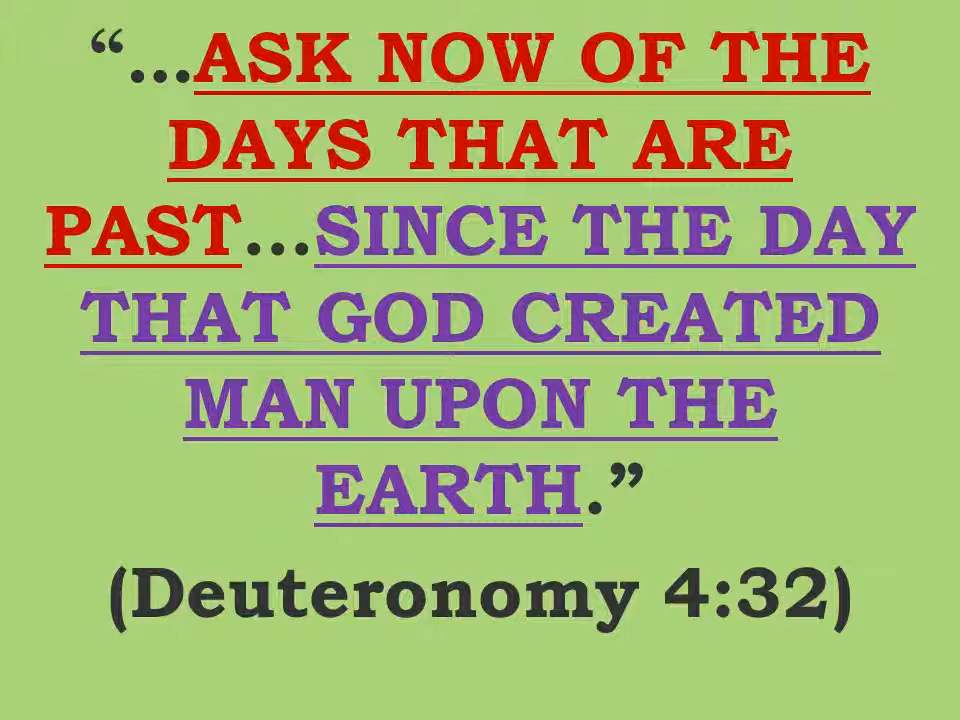 “…ASK NOW OF THE
DAYS THAT ARE
PAST…SINCE THE DAY
THAT GOD CREATED
MAN UPON THE
EARTH.”
(Deuteronomy 4:32)